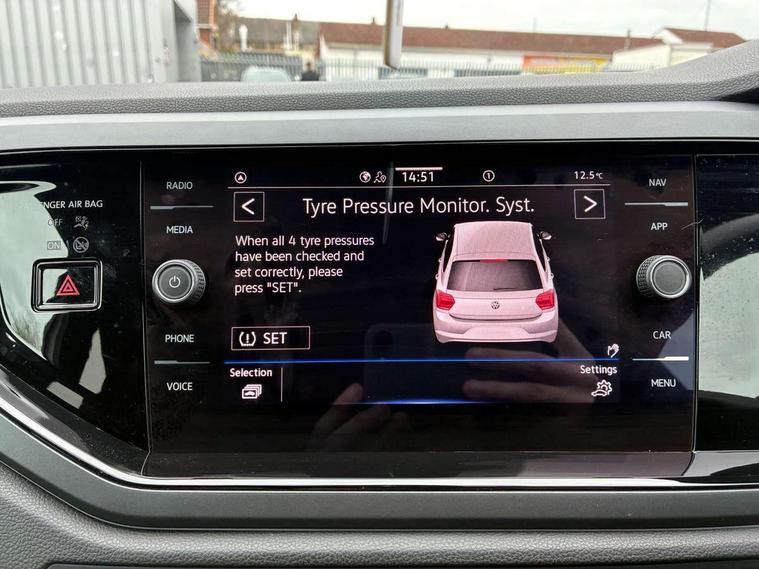 RADIO
MEDIA
PHONE
VOICE
ENGER AIR BAG
OFF
ON
14:51
1
12.5°C
Tyre Pressure Monitor. Syst.
When all 4 tyre pressures
have been checked and
set correctly, please
press "SET".
SET
Selection
Settings
NAV
APP
CAR
MENU